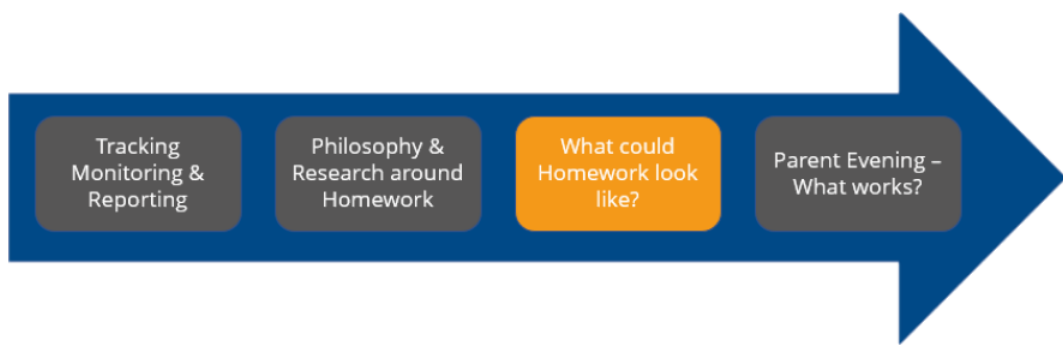 Tracking
Monitoring &
Reporting
Philosophy &
Research around
Homework
What could
Homework look
like?
Parent Evening –
What works?